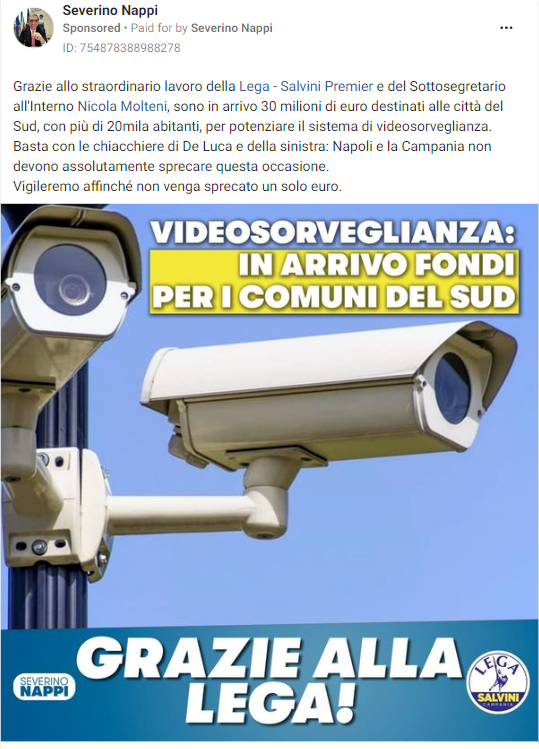 Severino Nappi
Sponsored • Paid for by Severino Nappi
ID: 754878388988278
Grazie allo straordinario lavoro della Lega - Salvini Premier e del Sottosegretario
all'Interno Nicola Molteni, sono in arrivo 30 milioni di euro destinati alle città del
Sud, con più di 20mila abitanti, per potenziare il sistema di videosorveglianza.
Basta con le chiacchiere di De Luca e della sinistra: Napoli e la Campania non
devono assolutamente sprecare questa occasione.
Vigileremo affinché non venga sprecato un solo euro.
VIDEOSORVEGLIANZA:
IN ARRIVO FONDI
PER I COMUNI DEL SUD
GRAZIE ALLA
LEGA!
SEVERINO
NAPPI
LEGA
SALVINI
CAMPANIA